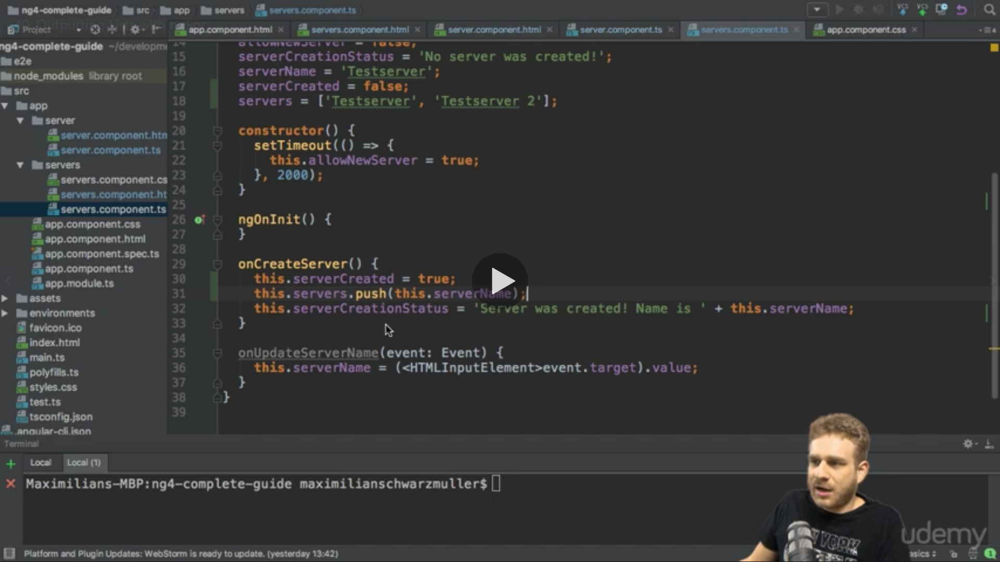 ng4-complete-guide src app servers servers.component.ts
Project
app.component.html servers.component.html server.component.html server.component.ts servers.component.ts app.component.css
ng4-complete-guide ~/developme
e2e
node_modules library root
src
app
server
server.component.htm
server.component.ts
servers
servers.component.cs
servers.component.ht
servers.component.ts
app.component.css
app.component.html
app.component.spec.ts
app.component.ts
app.module.ts
assets
environments
favicon.ico
index.html
main.ts
polyfills.ts
styles.css
test.ts
tsconfig.json
.angular-cli.json
14 allowNewServer = false;
15 serverCreationStatus = 'No server was created!';
16 serverName = 'Testserver';
17 serverCreated = false;
18 servers = ['Testserver', 'Testserver 2'];
19
20 constructor() {
21 setTimeout(() => {
22 this.allowNewServer = true;
23 }, 2000);
24 }
25
26 ngOnInit() {
27 }
28
29 onCreateServer() {
30 this.serverCreated = true;
31 this.servers.push(this.serverName);
32 this.serverCreationStatus = 'Server was created! Name is ' + this.serverName;
33 }
34
35 onUpdateServerName(event: Event) {
36 this.serverName = (<HTMLInputElement>event.target).value;
37 }
38 }
39
Terminal
Local Local (1)
Maximilians-MBP:ng4-complete-guide maximilianschwarzmuller$
udemy
Platform and Plugin Updates: WebStorm is ready to update. (yesterday 13:42)
asics